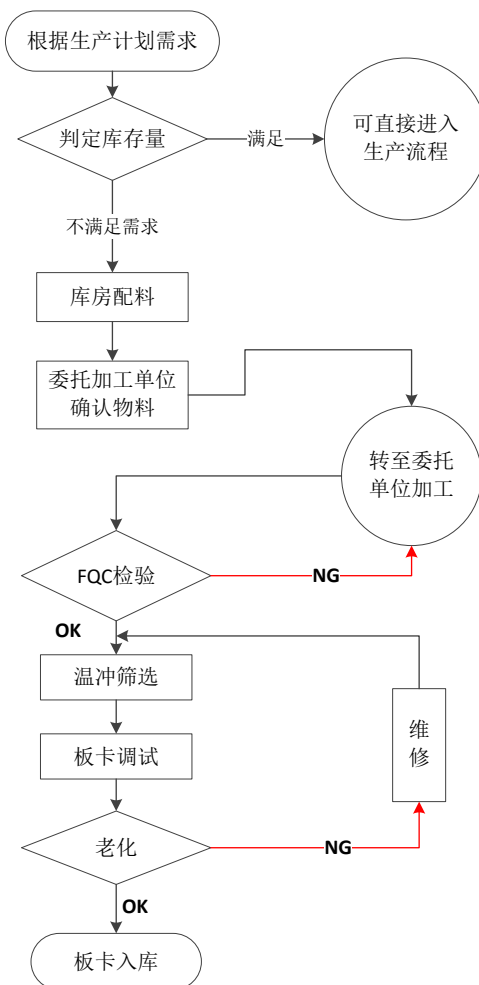 根据生产计划需求
判定库存量
满足
可直接进入
生产流程
不满足需求
库房配料
委托加工单位
确认物料
转至委托
单位加工
FQC检验
NG
OK
温冲筛选
维
修
板卡调试
老化
NG
OK
板卡入库